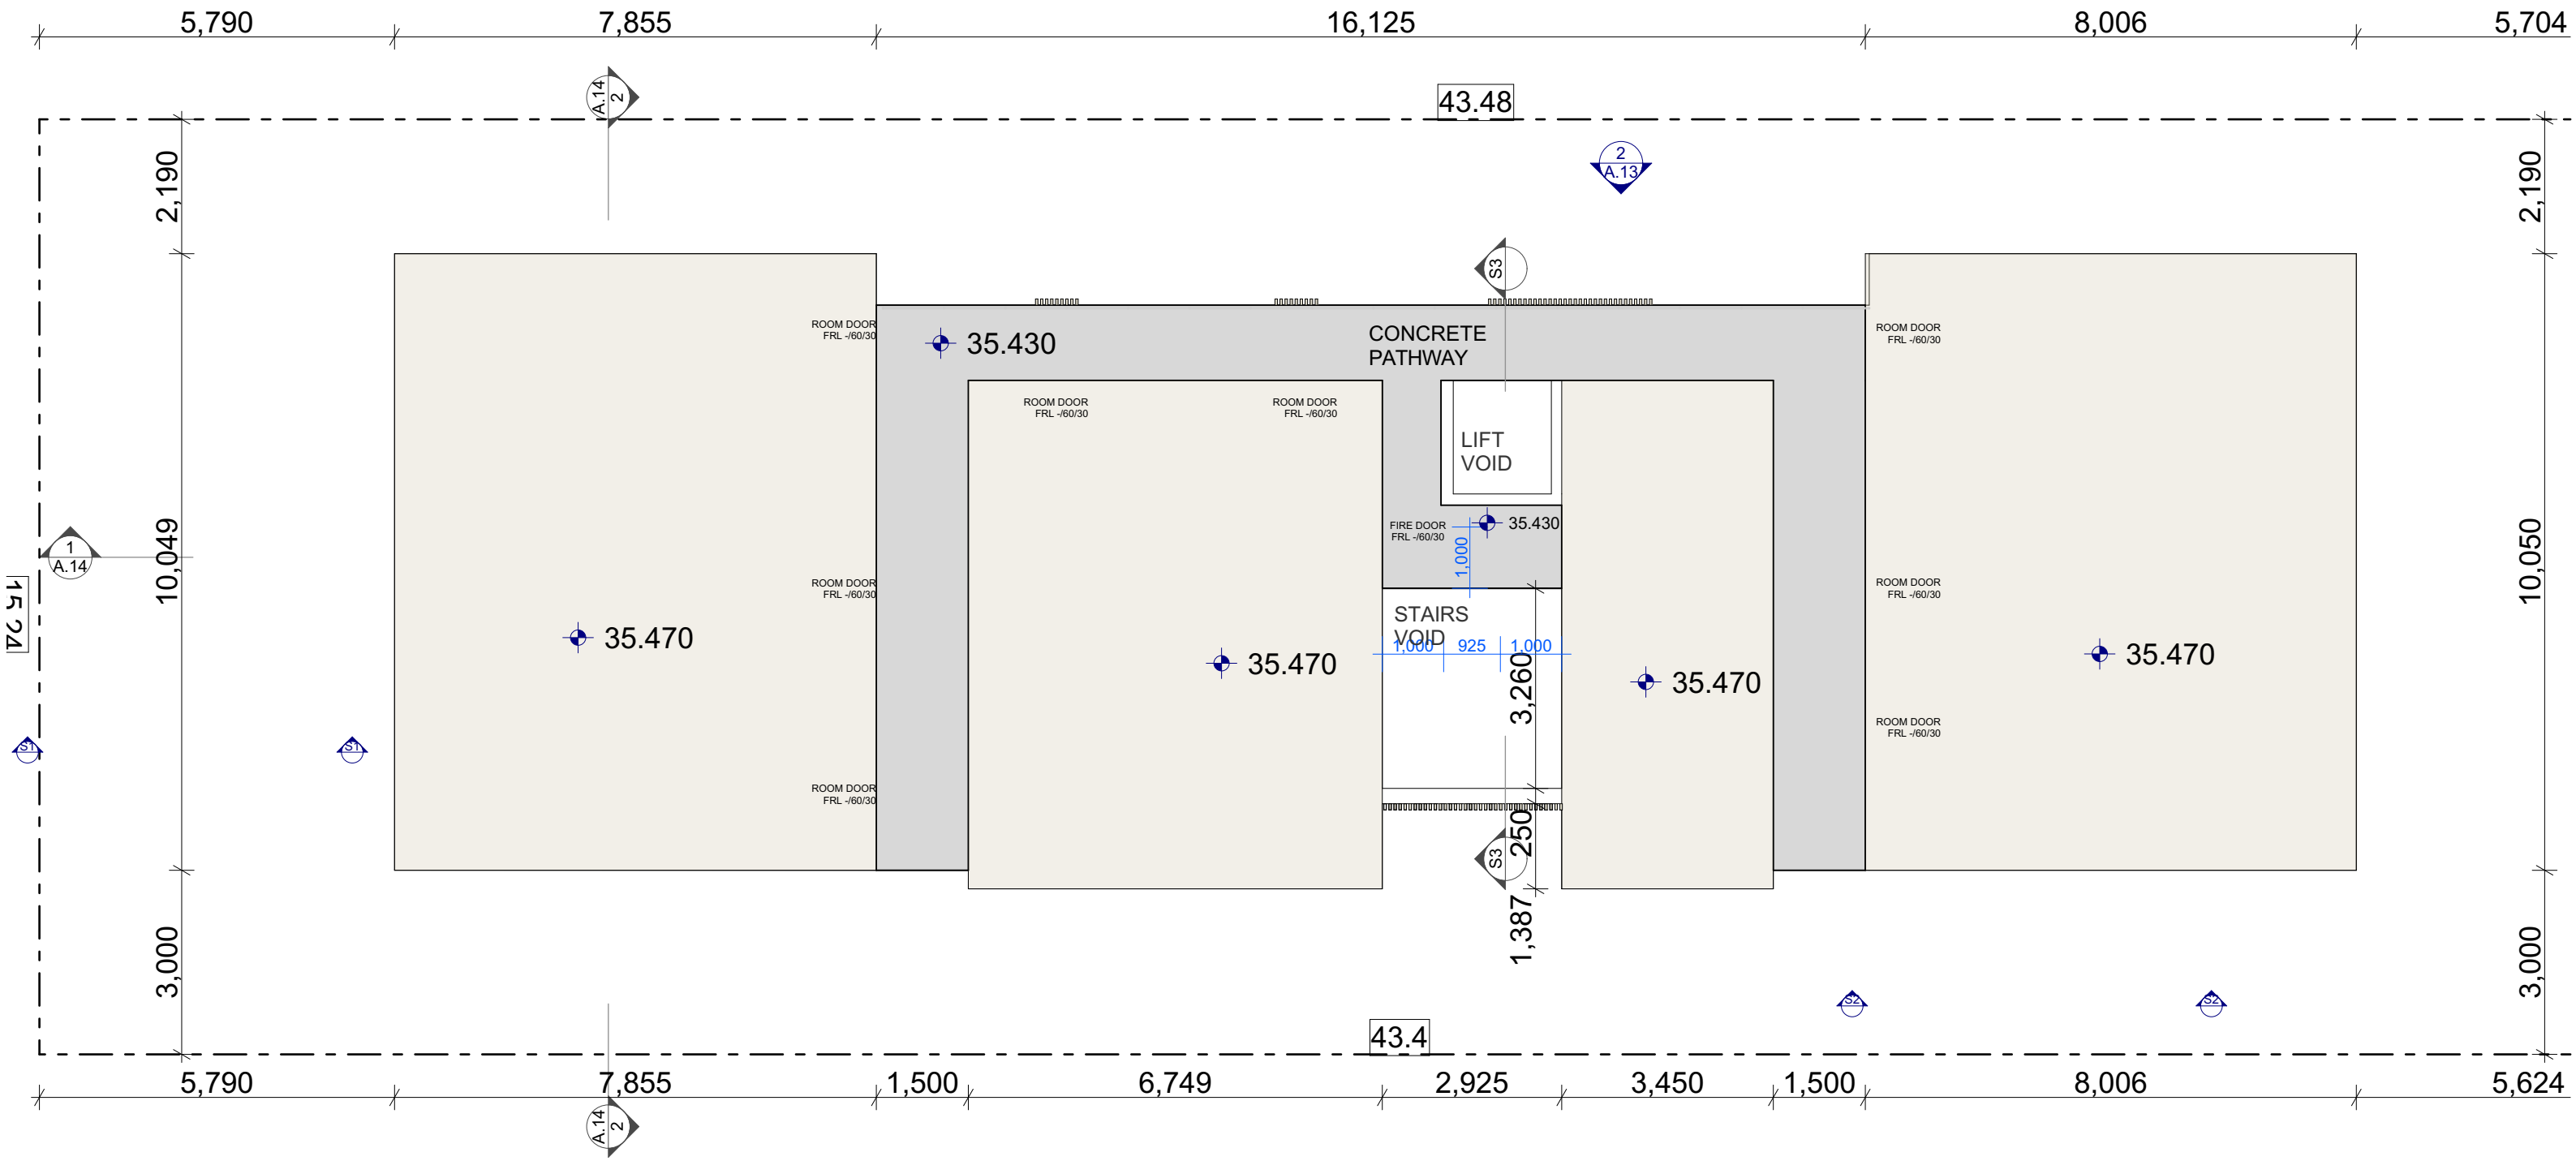 5,790
7,855
16,125
8,006
5,704
A.14
2
43.48
2
A.13
2,190
2,190
S3
ROOM DOOR
FRL -/60/30
35.430
CONCRETE
PATHWAY
ROOM DOOR
FRL -/60/30
ROOM DOOR
FRL -/60/30
ROOM DOOR
FRL -/60/30
LIFT
VOID
FIRE DOOR
FRL -/60/30
35.430
1,000
10,049
10,050
1
A.14
15.24
ROOM DOOR
FRL -/60/30
ROOM DOOR
FRL -/60/30
STAIRS
VOID
1,000
925
1,000
35.470
35.470
35.470
35.470
3,260
S1
S1
ROOM DOOR
FRL -/60/30
ROOM DOOR
FRL -/60/30
250
S3
1,387
3,000
3,000
S2
S2
43.4
5,790
7,855
1,500
6,749
2,925
3,450
1,500
8,006
5,624
A.14
2